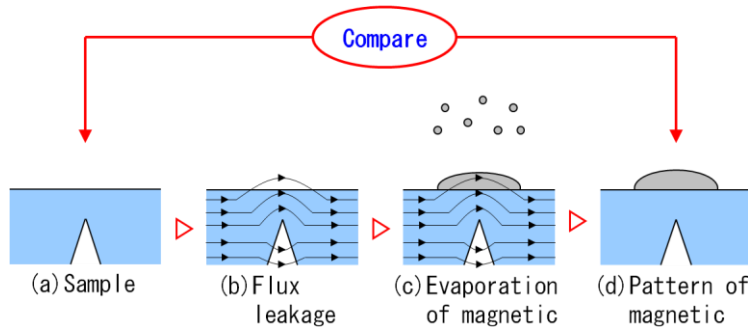 Compare
(a)Sample
(b)Flux
leakage
(c)Evaporation
of magnetic
(d)Pattern of
magnetic